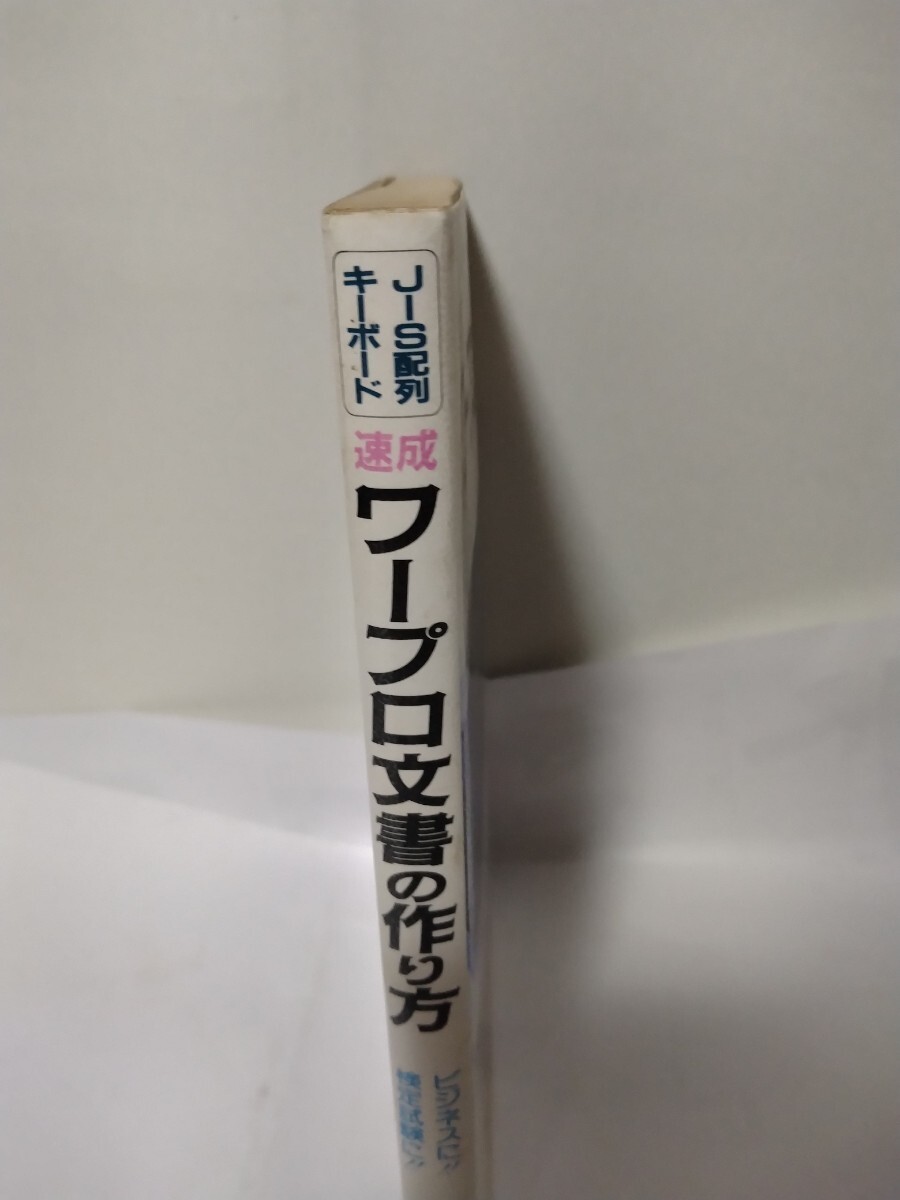 JIS配列
キーボード
速成
ワープロ文書の作り方
ビジネスに!!
検定試験に!!